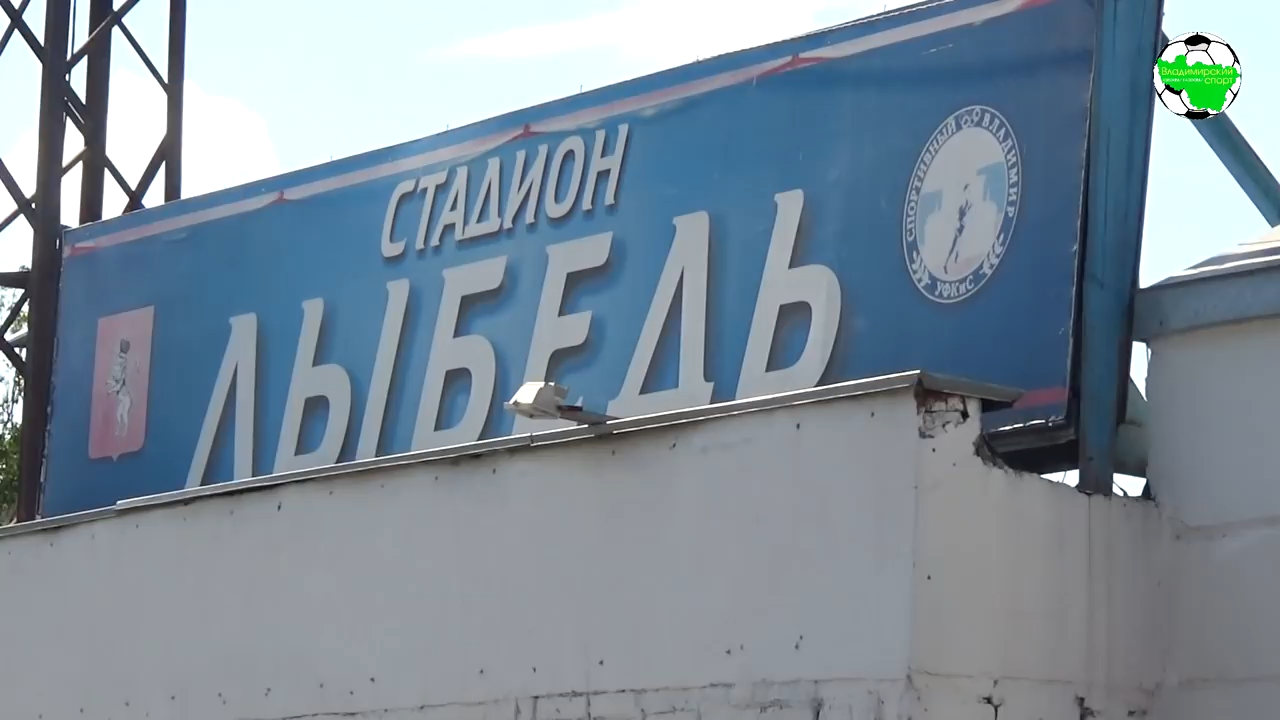 СТАДИОН
ЛЫБЕДЬ
СПОРТИВНЫЙ ВЛАДИМИР
УФКиС
Владимирский
спорт